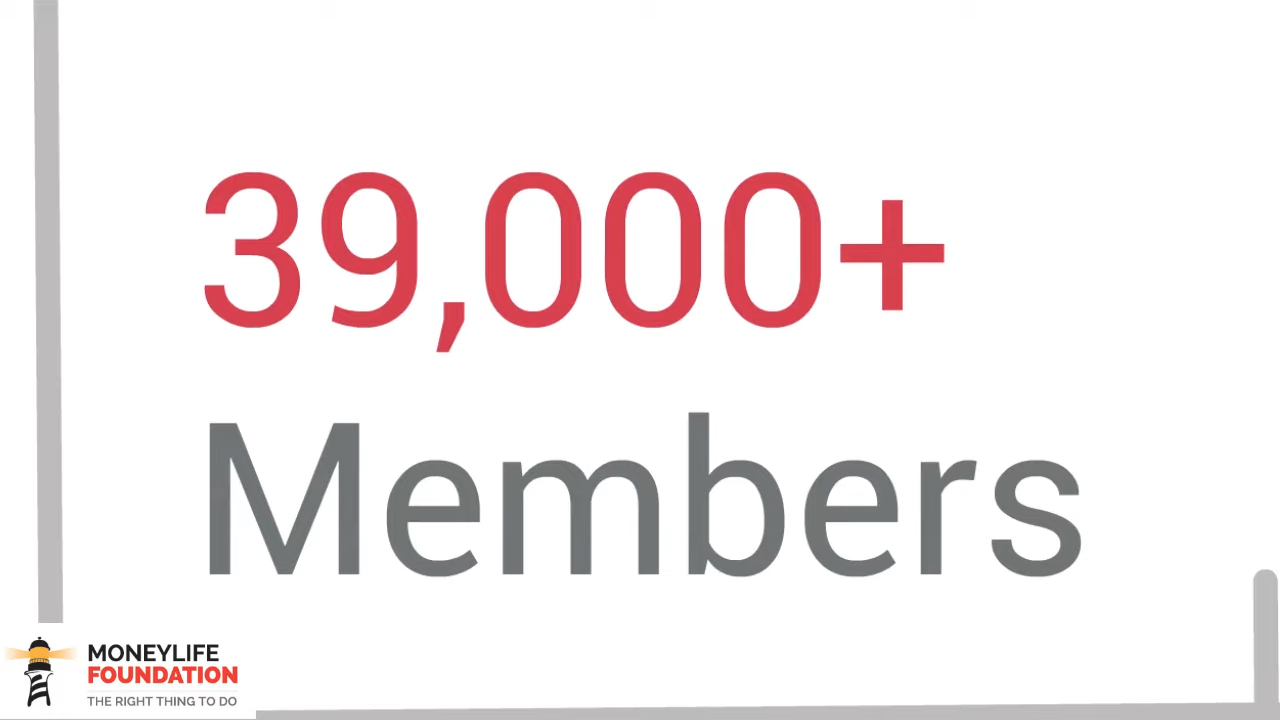 39,000+
Members
MONEYLIFE
FOUNDATION
THE RIGHT THING TO DO